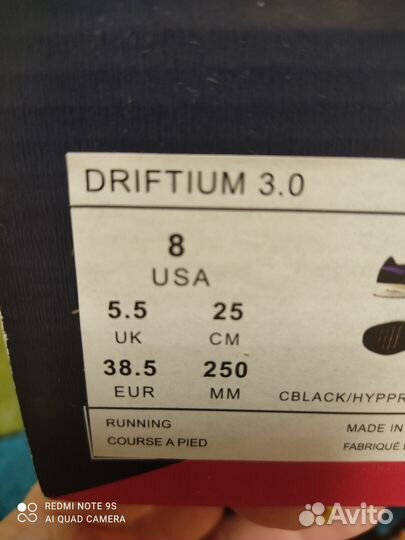 DRIFTIUM 3.0
8
USA
5.5 25
UK CM
38.5 250
EUR MM
CBLACK/HYPPR
RUNNING
COURSE A PIED
MADE IN
FABRIQUÉ
REDMI NOTE 9S
AI QUAD CAMERA
Avito